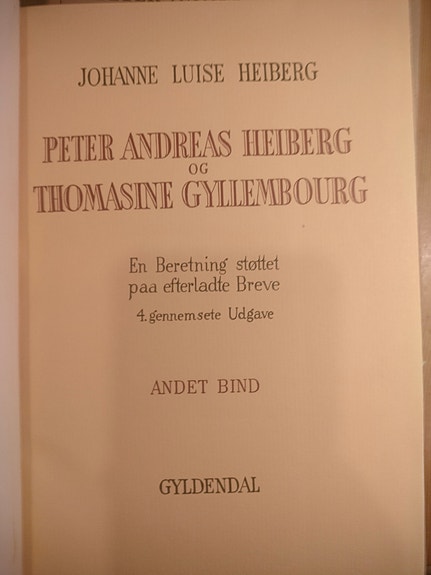 JOHANNE LUISE HEIBERG
PETER ANDREAS HEIBERG
OG
THOMASINE GYLLEMBOURG
En Beretning støttet
paa efterladte Breve
4. gennemsete Udgave
ANDET BIND
GYLDENDAL